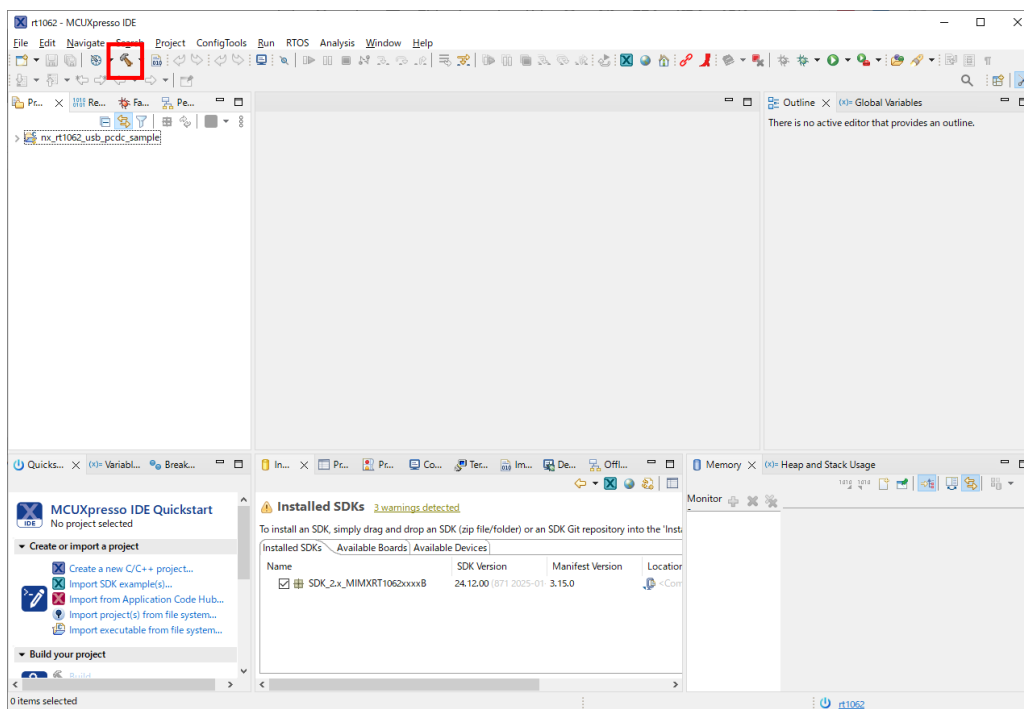 rt1062 - MCUXpresso IDE
File Edit Navigate Search Project ConfigTools Run RTOS Analysis Window Help
Pr... Re... Fa... Pe...
Outline (x)= Global Variables
nx_rt1062_usb_pcdc_sample
There is no active editor that provides an outline.
Quicks... (x)= Variabl... Break...
In... Pr... Pr... Co... Ter... Im... De... Offl...
Memory (x)= Heap and Stack Usage
MCUXpresso IDE Quickstart
IDE
No project selected
Create or import a project
Create a new C/C++ project...
Import SDK example(s)...
Import from Application Code Hub...
Import project(s) from file system...
Import executable from file system...
Build your project
Build
Installed SDKs 3 warnings detected
To install an SDK, simply drag and drop an SDK (zip file/folder) or an SDK Git repository into the 'Insta
Installed SDKs Available Boards Available Devices
Name SDK Version Manifest Version Location
SDK_2.x_MIMXRT1062xxxxB 24.12.00 (871 2025-01 3.15.0 <Com
Monitor
0 items selected
rt1062